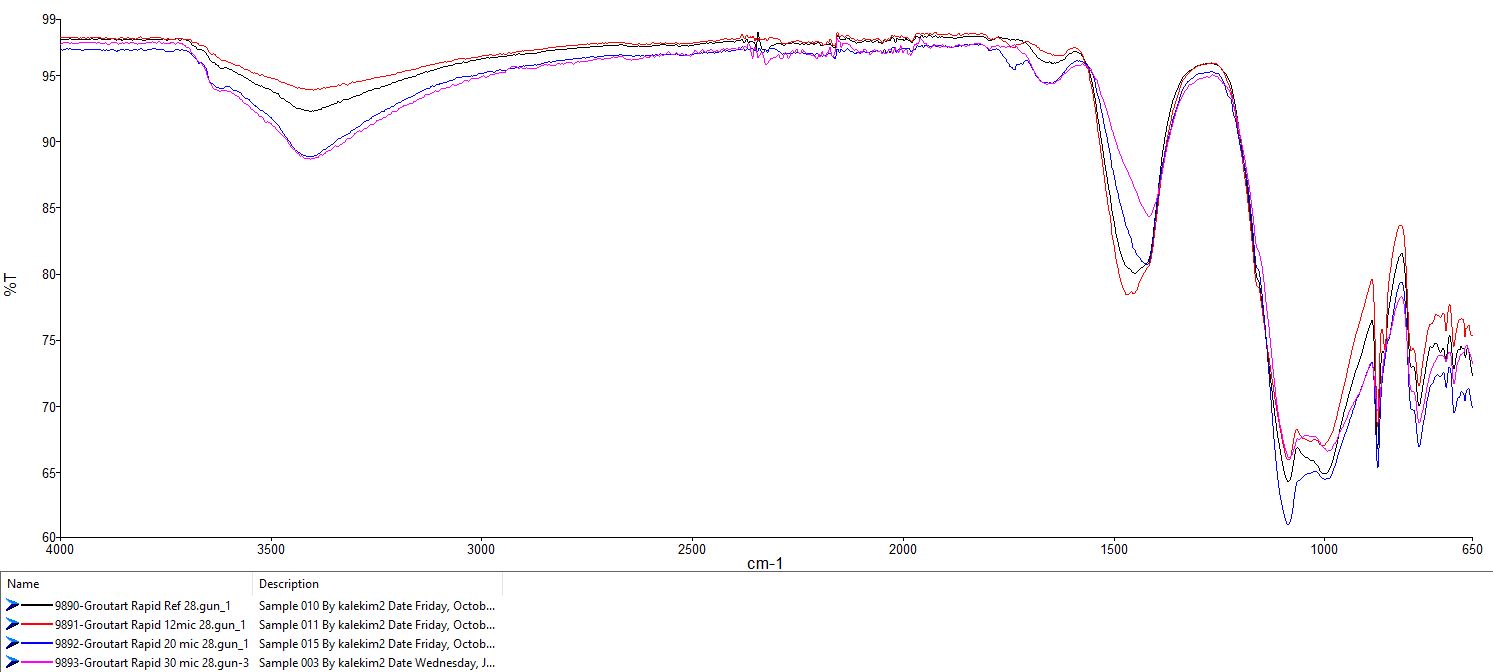 99
95
90
85
80
75
70
65
60
%T
4000 3500 3000 2500 2000 1500 1000 650
cm-1
Name Description
9890-Groutart Rapid Ref 28.gun_1 Sample 010 By kalekim2 Date Friday, Octob...
9891-Groutart Rapid 12mic 28.gun_1 Sample 011 By kalekim2 Date Friday, Octob...
9892-Groutart Rapid 20 mic 28.gun_1 Sample 015 By kalekim2 Date Friday, Octob...
9893-Groutart Rapid 30 mic 28.gun-3 Sample 003 By kalekim2 Date Wednesday, J...